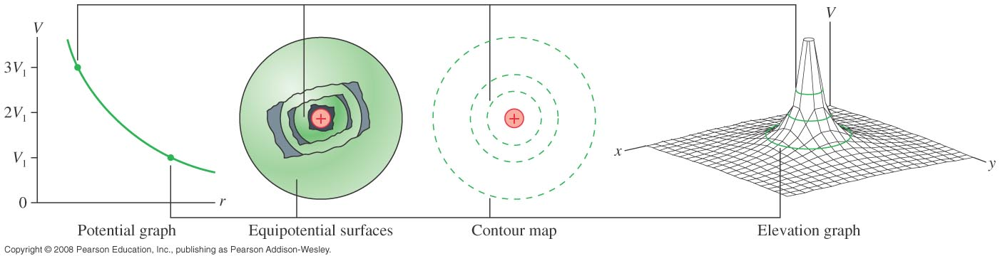 V
3V₁
2V₁
V₁
0
r
+
+
V
x
y
Potential graph
Equipotential surfaces
Contour map
Elevation graph
Copyright © 2008 Pearson Education, Inc., publishing as Pearson Addison-Wesley.